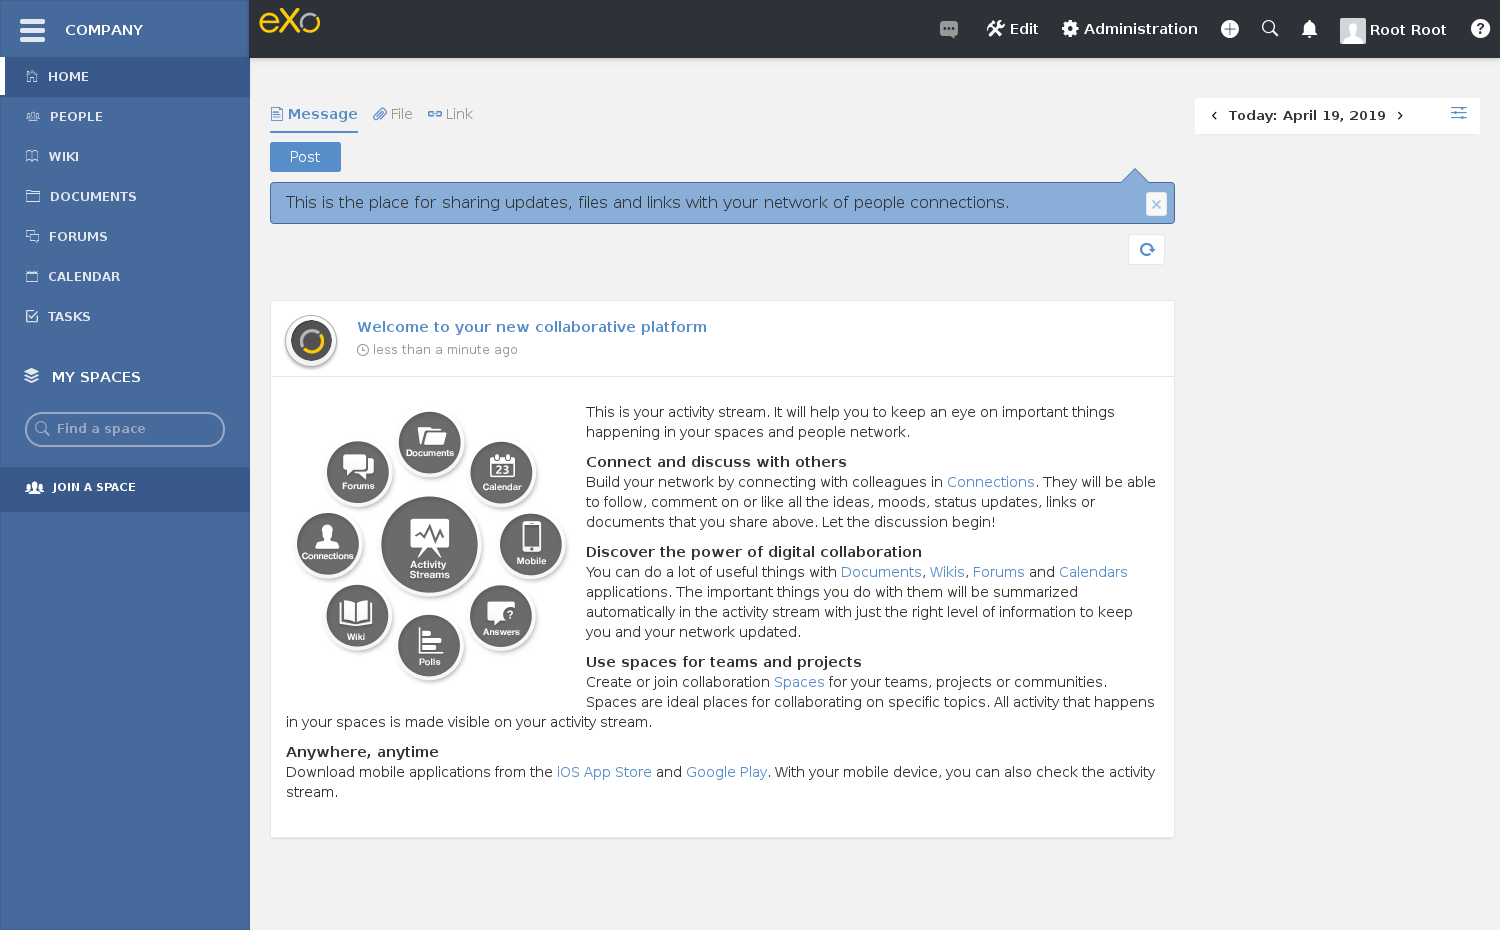 COMPANY
eXo
Edit
Administration
Root Root
HOME
PEOPLE
WIKI
DOCUMENTS
FORUMS
CALENDAR
TASKS
MY SPACES
Find a space
JOIN A SPACE
Message
File
Link
Post
This is the place for sharing updates, files and links with your network of people connections.
Today: April 19, 2019
Welcome to your new collaborative platform
less than a minute ago
Documents
Forums
23
Calendar
Connections
Activity
Streams
Mobile
Wiki
Answers
Polls
This is your activity stream. It will help you to keep an eye on important things
happening in your spaces and people network.
Connect and discuss with others
Build your network by connecting with colleagues in Connections. They will be able
to follow, comment on or like all the ideas, moods, status updates, links or
documents that you share above. Let the discussion begin!
Discover the power of digital collaboration
You can do a lot of useful things with Documents, Wikis, Forums and Calendars
applications. The important things you do with them will be summarized
automatically in the activity stream with just the right level of information to keep
you and your network updated.
Use spaces for teams and projects
Create or join collaboration Spaces for your teams, projects or communities.
Spaces are ideal places for collaborating on specific topics. All activity that happens
in your spaces is made visible on your activity stream.
Anywhere, anytime
Download mobile applications from the iOS App Store and Google Play. With your mobile device, you can also check the activity
stream.